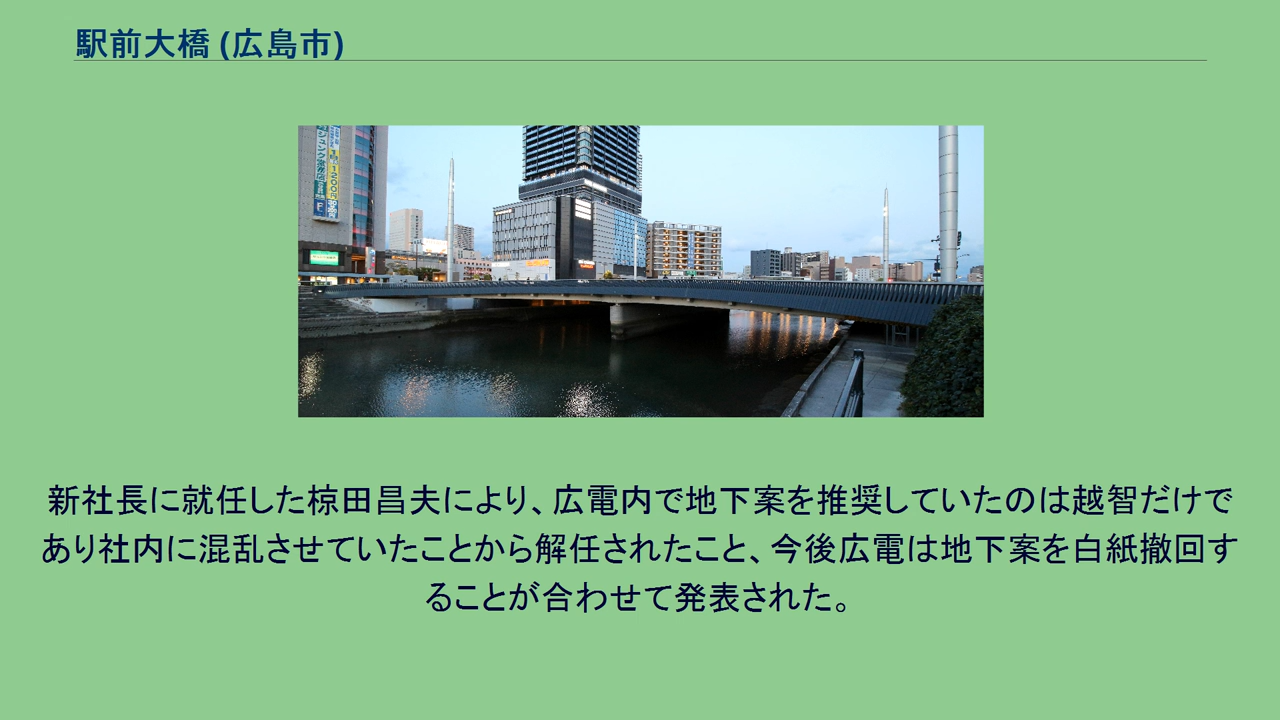 駅前大橋 (広島市)
新社長に就任した椋田昌夫により、広電内で地下案を推奨していたのは越智だけで
あり社内に混乱させていたことから解任されたこと、今後広電は地下案を白紙撤回す
ることが合わせて発表された。